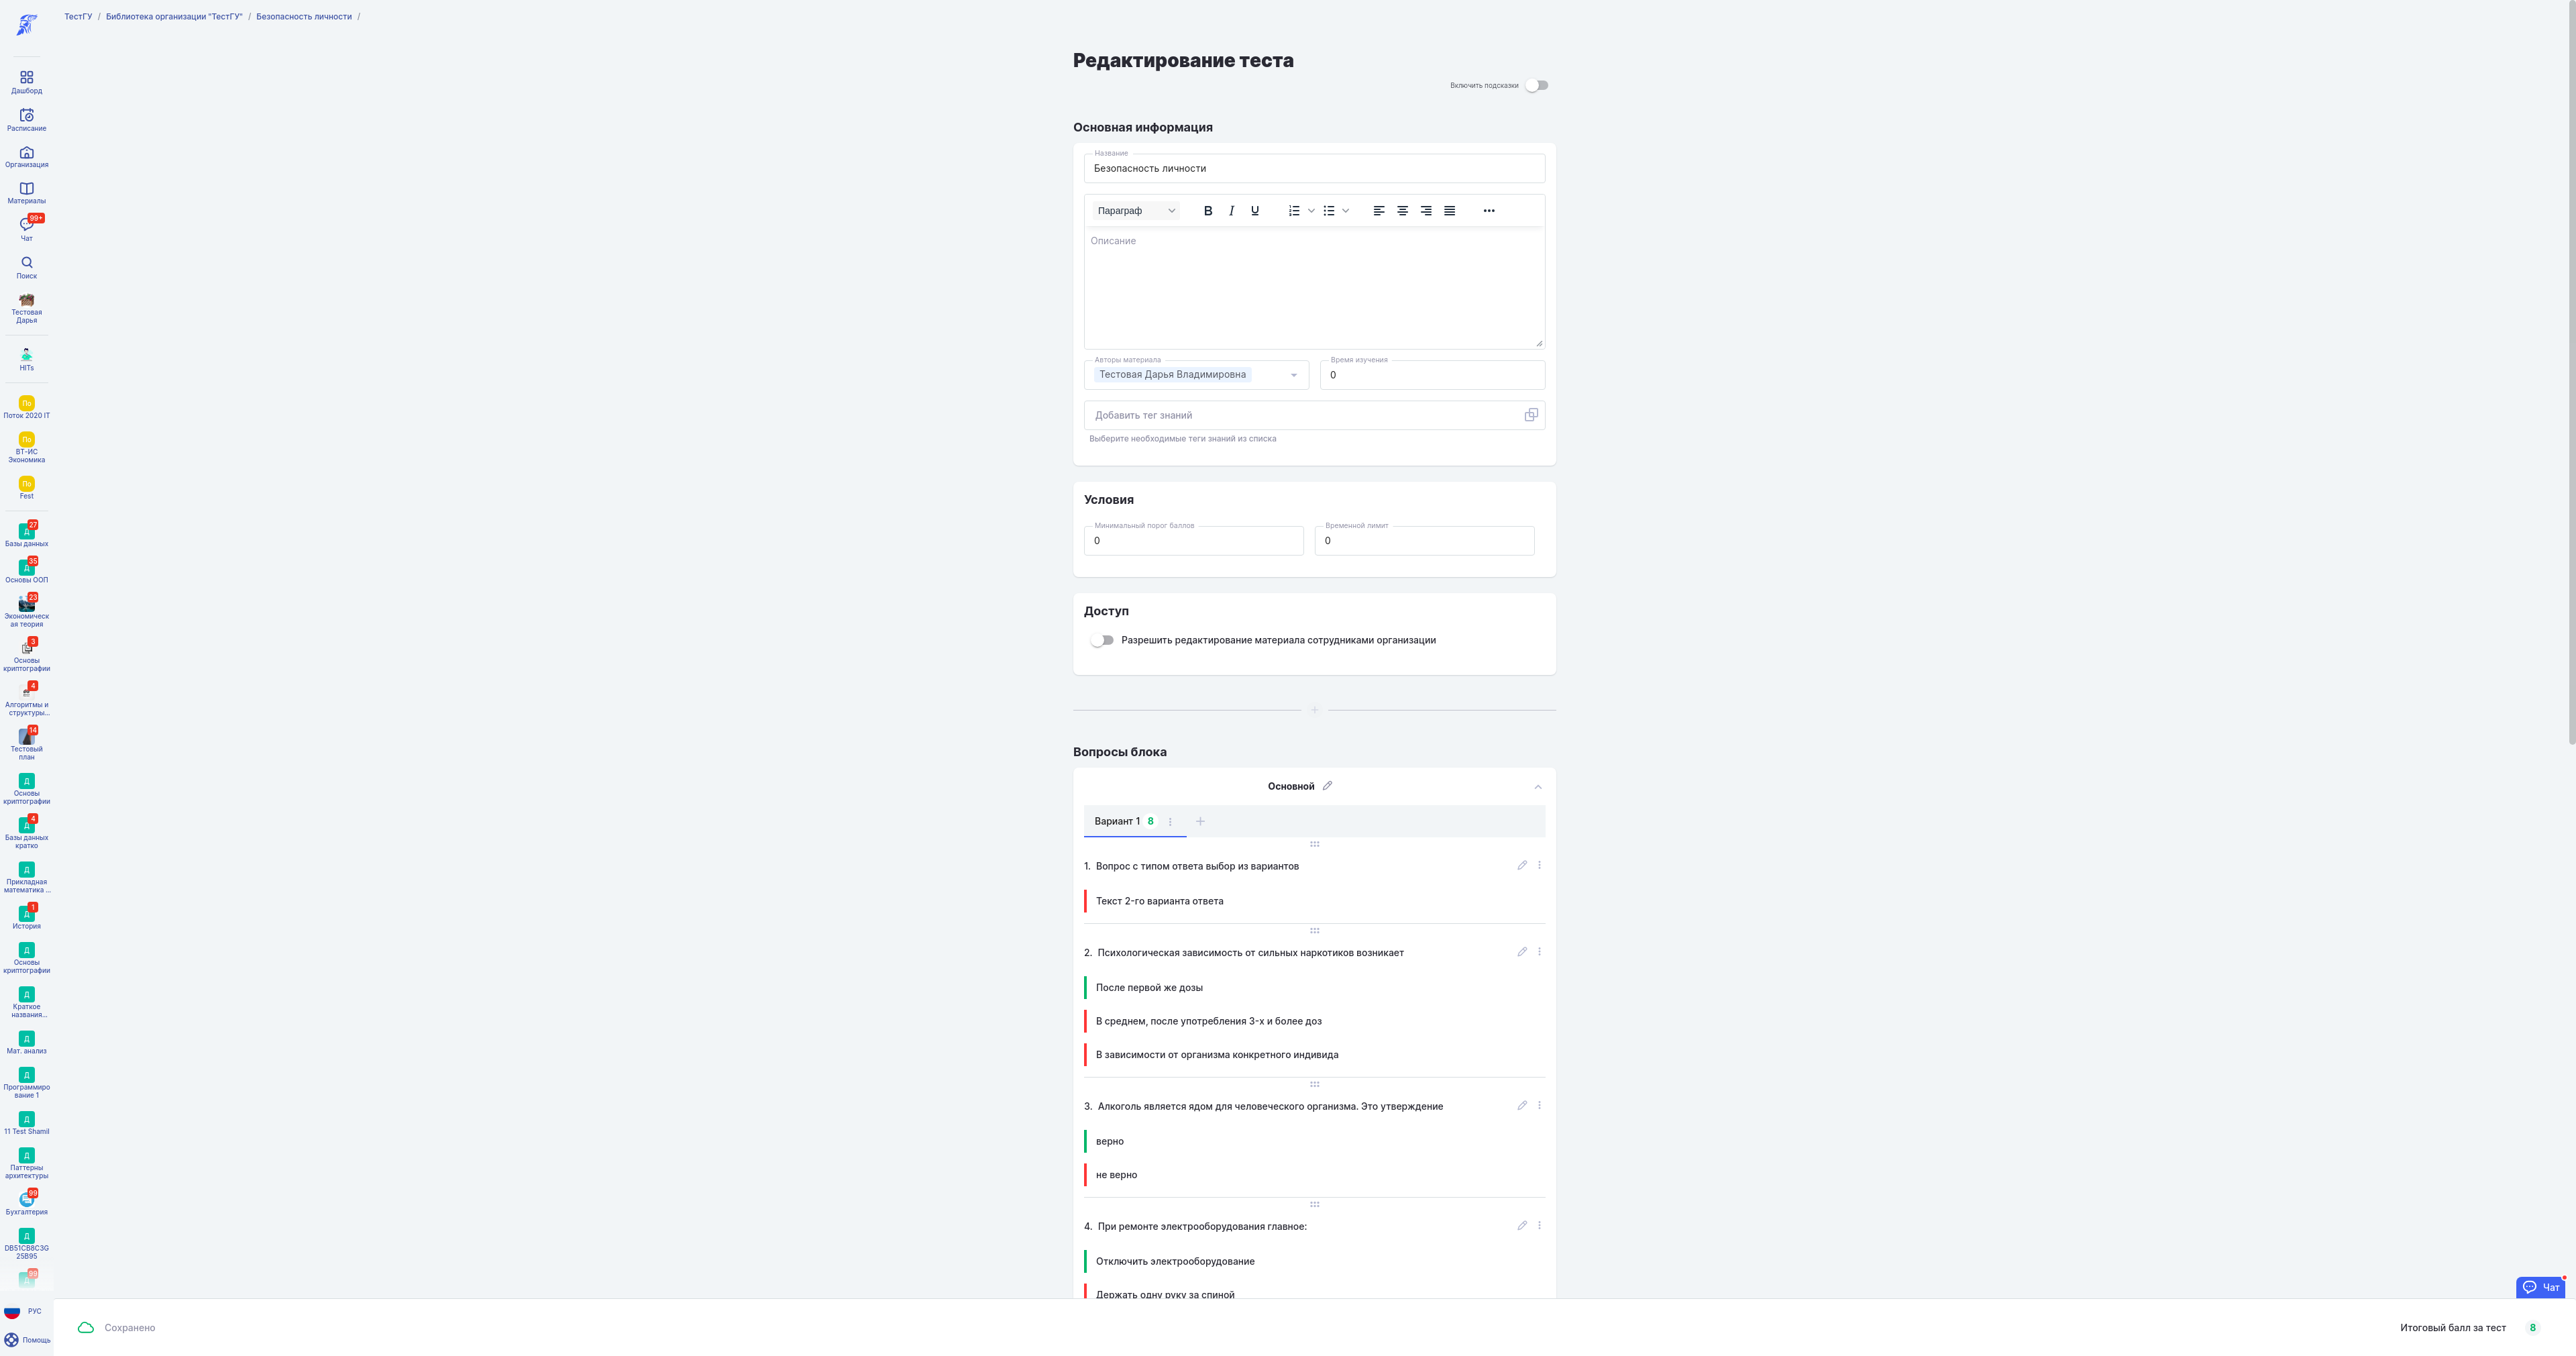 ТестГУ / Библиотека организации "ТестГУ" / Безопасность личности /
Дашборд
Расписание
Организация
Материалы
99+
Чат
Поиск
Тестовая
Дарья
HITs
По
Поток 2020 IT
По
ВТ-ИС
Экономика
По
Fest
27
Д
Базы данных
35
Д
Основы ООП
23
Экономическ
ая теория
3
Основы
криптографии
4
Алгоритмы и
структуры...
14
Тестовый
план
Д
Основы
криптографии
4
Д
Базы данных
кратко
Д
Прикладная
математика ...
1
Д
История
Д
Основы
криптографии
Д
Краткое
названия...
Д
Мат. анализ
Д
Программиро
вание 1
Д
11 Test Shamil
Д
Паттерны
архитектуры
99
Бухгалтерия
Д
DB51CB8C3G
25B95
99
Д
РУС
Помощь
Редактирование теста
Включить подсказки
Основная информация
Название
Безопасность личности
Параграф B I U
Описание
Авторы материала
Тестовая Дарья Владимировна
Время изучения
0
Добавить тег знаний
Выберите необходимые теги знаний из списка
Условия
Минимальный порог баллов
0
Временной лимит
0
Доступ
Разрешить редактирование материала сотрудниками организации
Вопросы блока
Основной
Вариант 1 8
1. Вопрос с типом ответа выбор из вариантов
Текст 2-го варианта ответа
2. Психологическая зависимость от сильных наркотиков возникает
После первой же дозы
В среднем, после употребления 3-х и более доз
В зависимости от организма конкретного индивида
3. Алкоголь является ядом для человеческого организма. Это утверждение
верно
не верно
4. При ремонте электрооборудования главное:
Отключить электрооборудование
Держать одну руку за спиной
Чат
Сохранено
Итоговый балл за тест 8